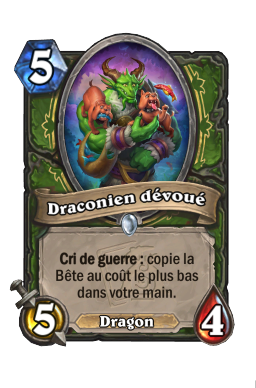 5
Draconien dévoué
Cri de guerre : copie la
Bête au coût le plus bas
dans votre main.
5
Dragon
4